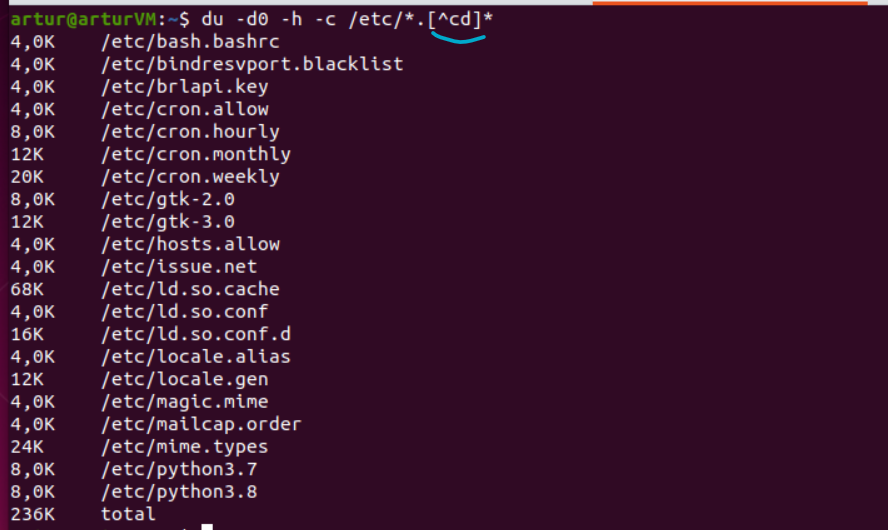 artur@arturVM:~$ du -d0 -h -c /etc/*.[^cd]*
4,0K /etc/bash.bashrc
4,0K /etc/bindresvport.blacklist
4,0K /etc/brlapi.key
4,0K /etc/cron.allow
8,0K /etc/cron.hourly
12K /etc/cron.monthly
20K /etc/cron.weekly
8,0K /etc/gtk-2.0
12K /etc/gtk-3.0
4,0K /etc/hosts.allow
4,0K /etc/issue.net
68K /etc/ld.so.cache
4,0K /etc/ld.so.conf
16K /etc/ld.so.conf.d
4,0K /etc/locale.alias
12K /etc/locale.gen
4,0K /etc/magic.mime
4,0K /etc/mailcap.order
24K /etc/mime.types
8,0K /etc/python3.7
8,0K /etc/python3.8
236K total